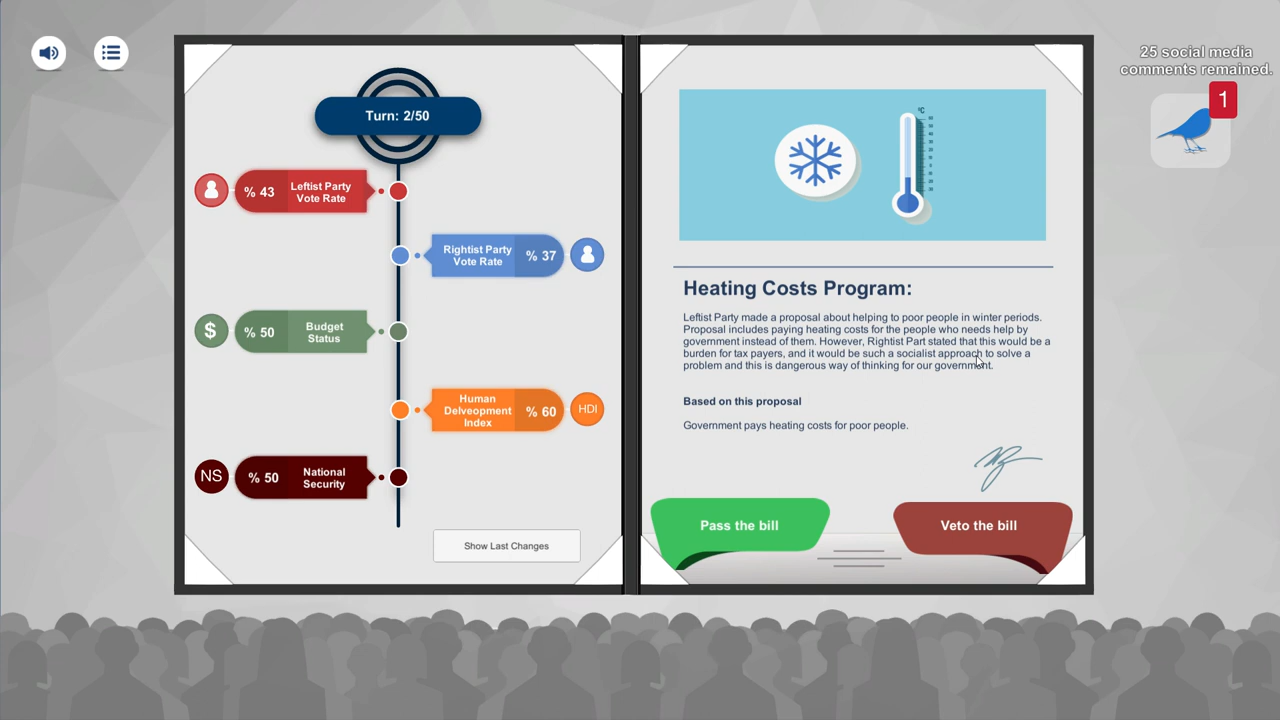 25 social media
comments remained.
1
Turn: 2/50
% 43
Leftist Party
Vote Rate
Rightist Party
Vote Rate
% 37
$
% 50
Budget
Status
Human
Delveopment
Index
% 60
HDI
NS
% 50
National
Security
Show Last Changes
°C
Heating Costs Program:
Leftist Party made a proposal about helping to poor people in winter periods.
Proposal includes paying heating costs for the people who needs help by
government instead of them. However, Rightist Part stated that this would be a
burden for tax payers, and it would be such a socialist approach to solve a
problem and this is dangerous way of thinking for our government.
Based on this proposal
Government pays heating costs for poor people.
Pass the bill
Veto the bill